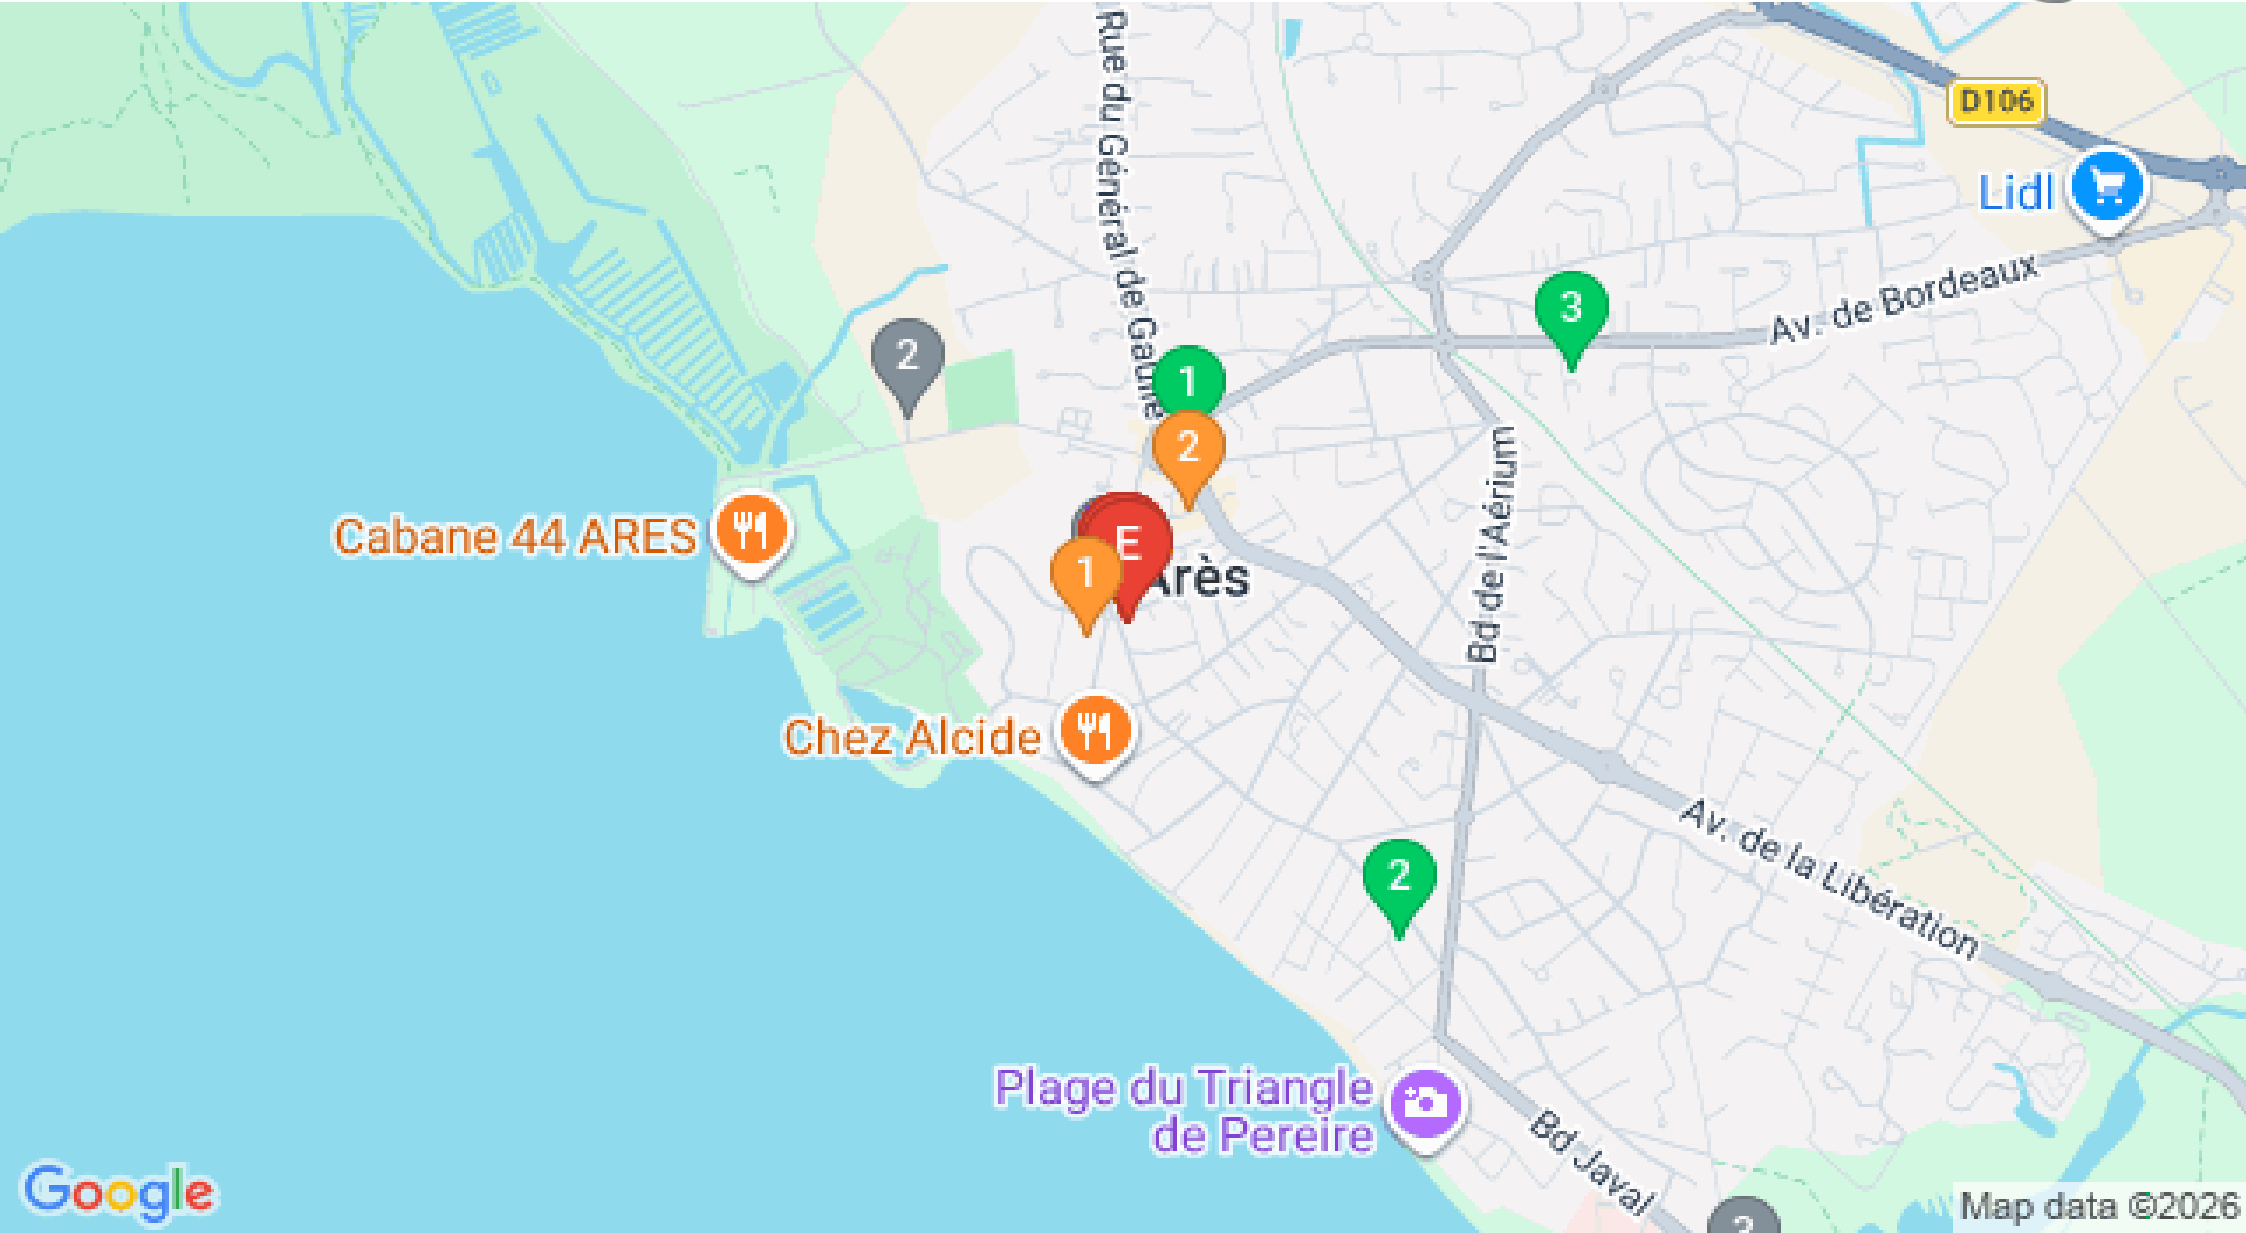 Rue du Général de Gaulle
D106
Lidl
Av. de Bordeaux
3
2
1
2
Cabane 44 ARES
E
1
Arès
Bd de l'Aérium
Chez Alcide
Av. de la Libération
2
Plage du Triangle
de Pereire
Bd Javal
Google
Map data ©2026